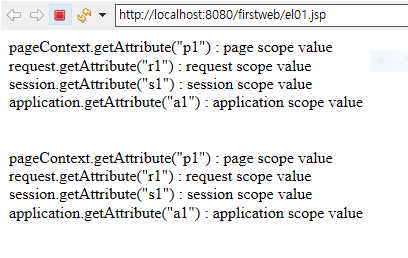 http://localhost:8080/firstweb/el01.jsp
pageContext.getAttribute("p1") : page scope value
request.getAttribute("r1") : request scope value
session.getAttribute("s1") : session scope value
application.getAttribute("a1") : application scope value
pageContext.getAttribute("p1") : page scope value
request.getAttribute("r1") : request scope value
session.getAttribute("s1") : session scope value
application.getAttribute("a1") : application scope value